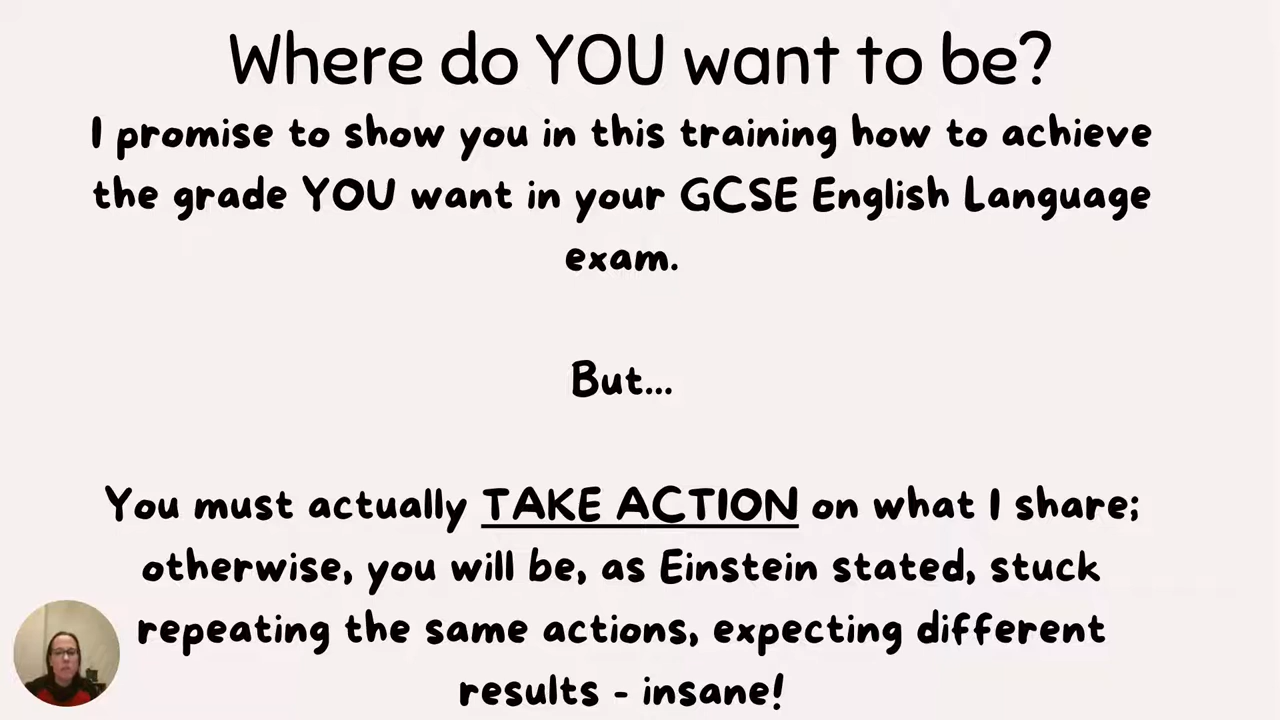 Where do YOU want to be?
I promise to show you in this training how to achieve
the grade YOU want in your GCSE English Language
exam.
But...
You must actually TAKE ACTION on what I share;
otherwise, you will be, as Einstein stated, stuck
repeating the same actions, expecting different
results - insane!